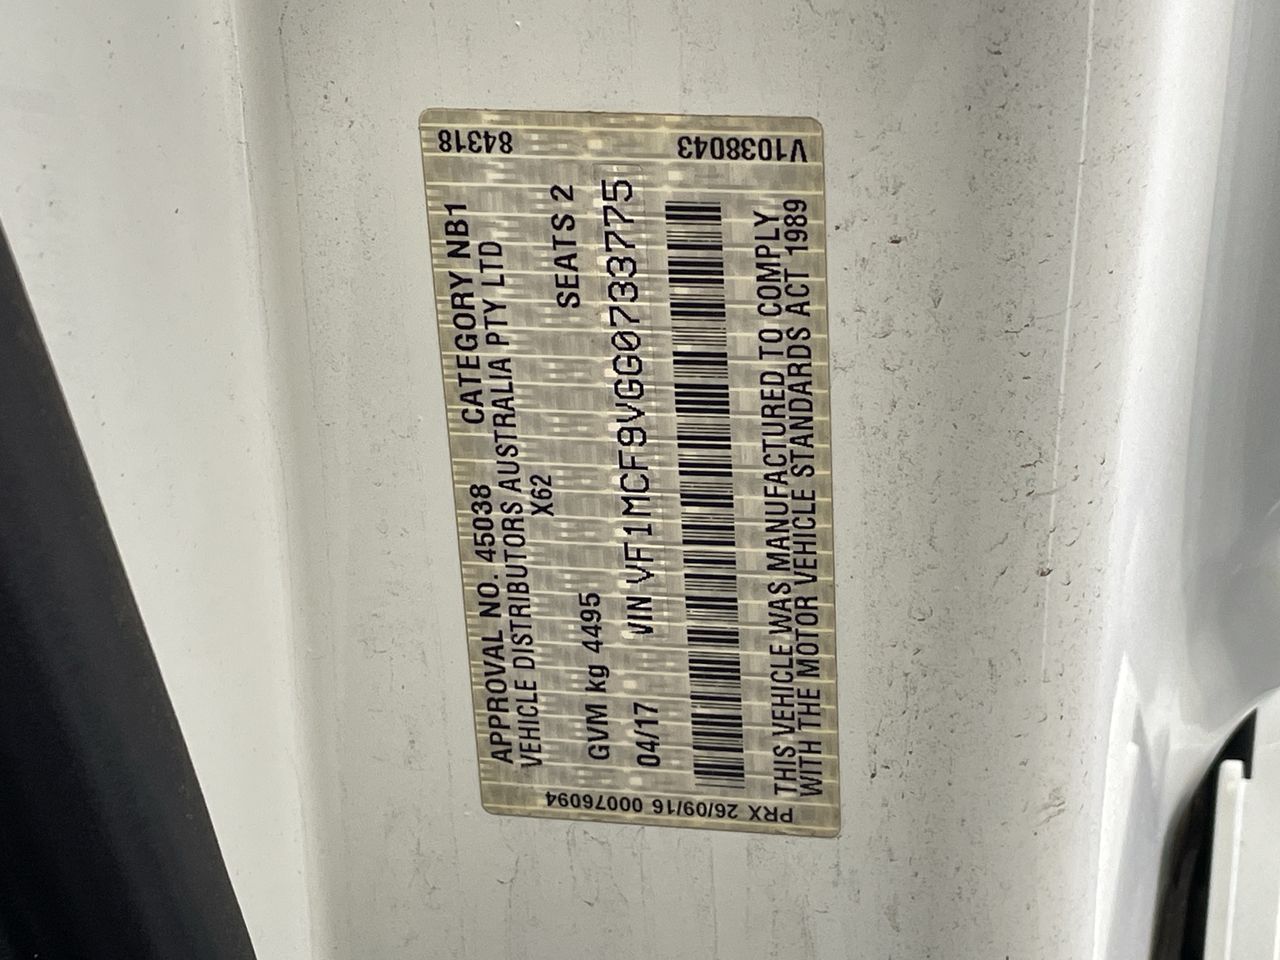 APPROVAL NO. 45038 CATEGORY NB1
VEHICLE DISTRIBUTORS AUSTRALIA PTY LTD
X62
GVM kg 4495 SEATS 2
04/17 VIN VF1MCF9VGG0733775
THIS VEHICLE WAS MANUFACTURED TO COMPLY
WITH THE MOTOR VEHICLE STANDARDS ACT 1989
84318
V1038043
PRX 26/09/16 00076094